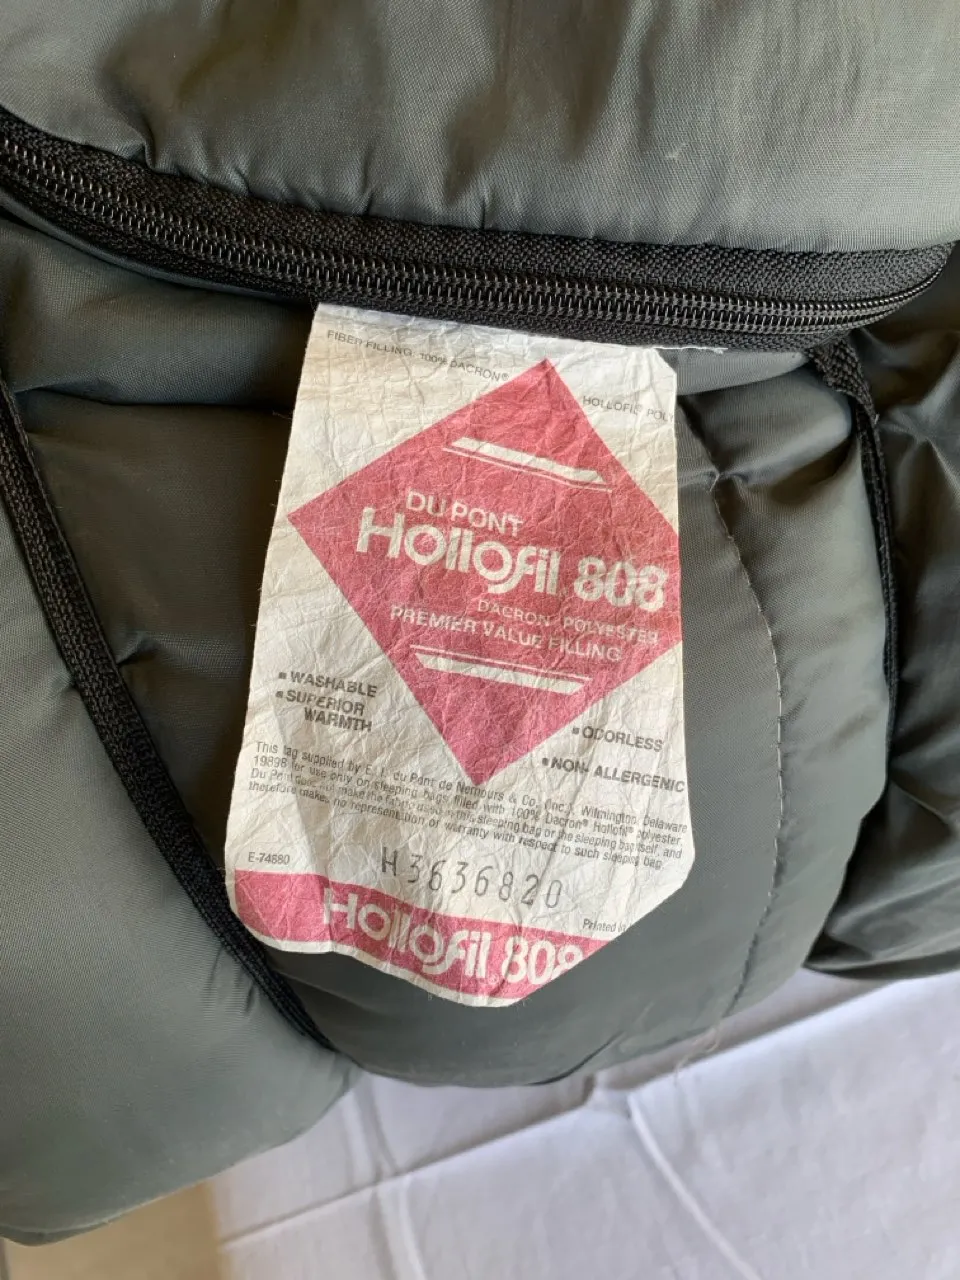 FIBER FILLING: 100% DACRON®
HOLLOFIL POLY
DU PONT
Hollofil 808
DACRON POLYESTER
PREMIER VALUE FILLING
▪ WASHABLE
▪ SUPERIOR
WARMTH
▪ ODORLESS
▪ NON-ALLERGENIC
This tag supplied by E. I. du Pont de Nemours & Co. (Inc.), Wilmington, Delaware
19898 for use only on sleeping bags filled with 100% Dacron® Hollofil® polyester.
Du Pont does not make the fabric used in this sleeping bag or the sleeping bag itself, and
therefore makes no representation or warranty with respect to such sleeping bag.
E-74880
H3636820
Printed in
Hollofil 808